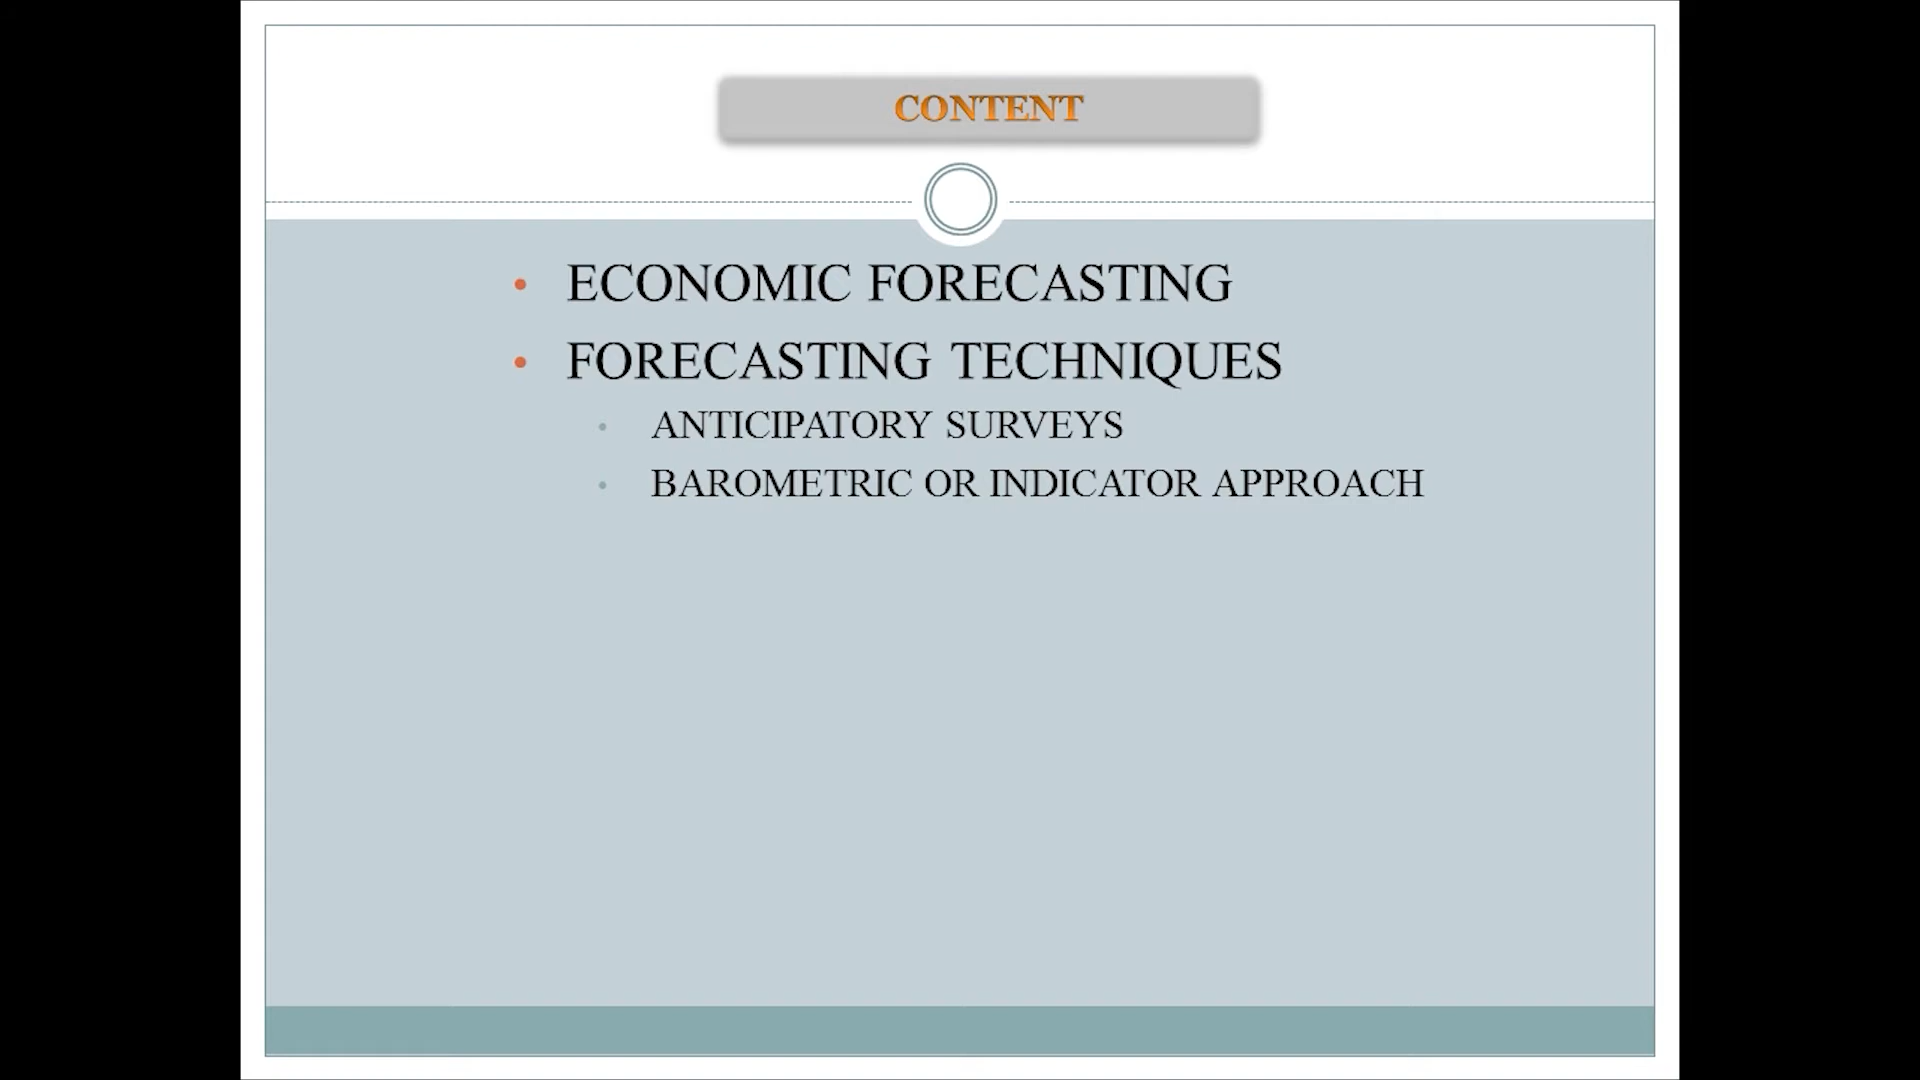 CONTENT
• ECONOMIC FORECASTING
• FORECASTING TECHNIQUES
• ANTICIPATORY SURVEYS
• BAROMETRIC OR INDICATOR APPROACH